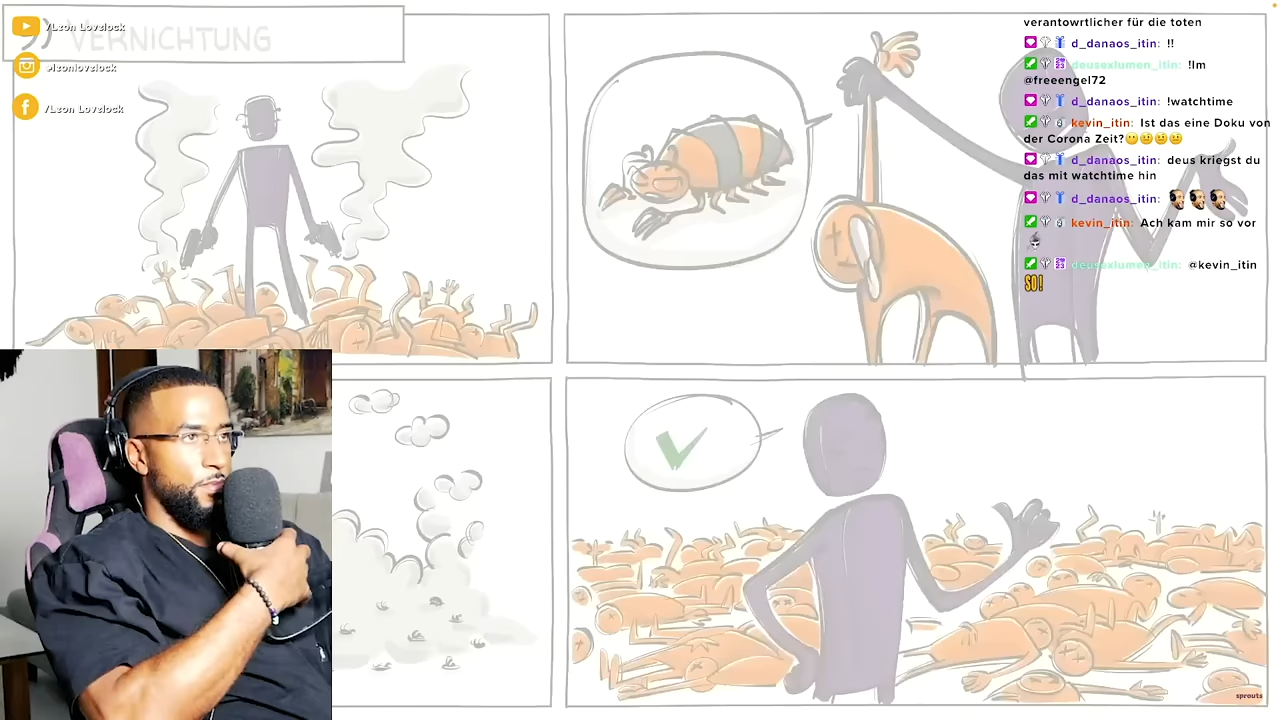 9) VERNICHTUNG
/Leon Lovelock
#leonlovelock
/Leon Lovelock
verantowrtlicher für die toten
d_danaos_itin: !!
deusexlumen_itin: !lm
@freeengel72
d_danaos_itin: !watchtime
kevin_itin: Ist das eine Doku von
der Corona Zeit?😶😐😐😐
d_danaos_itin: deus kriegst du
das mit watchtime hin
d_danaos_itin:
kevin_itin: Ach kam mir so vor
deusexlumen_itin: @kevin_itin
SO!
sprouts